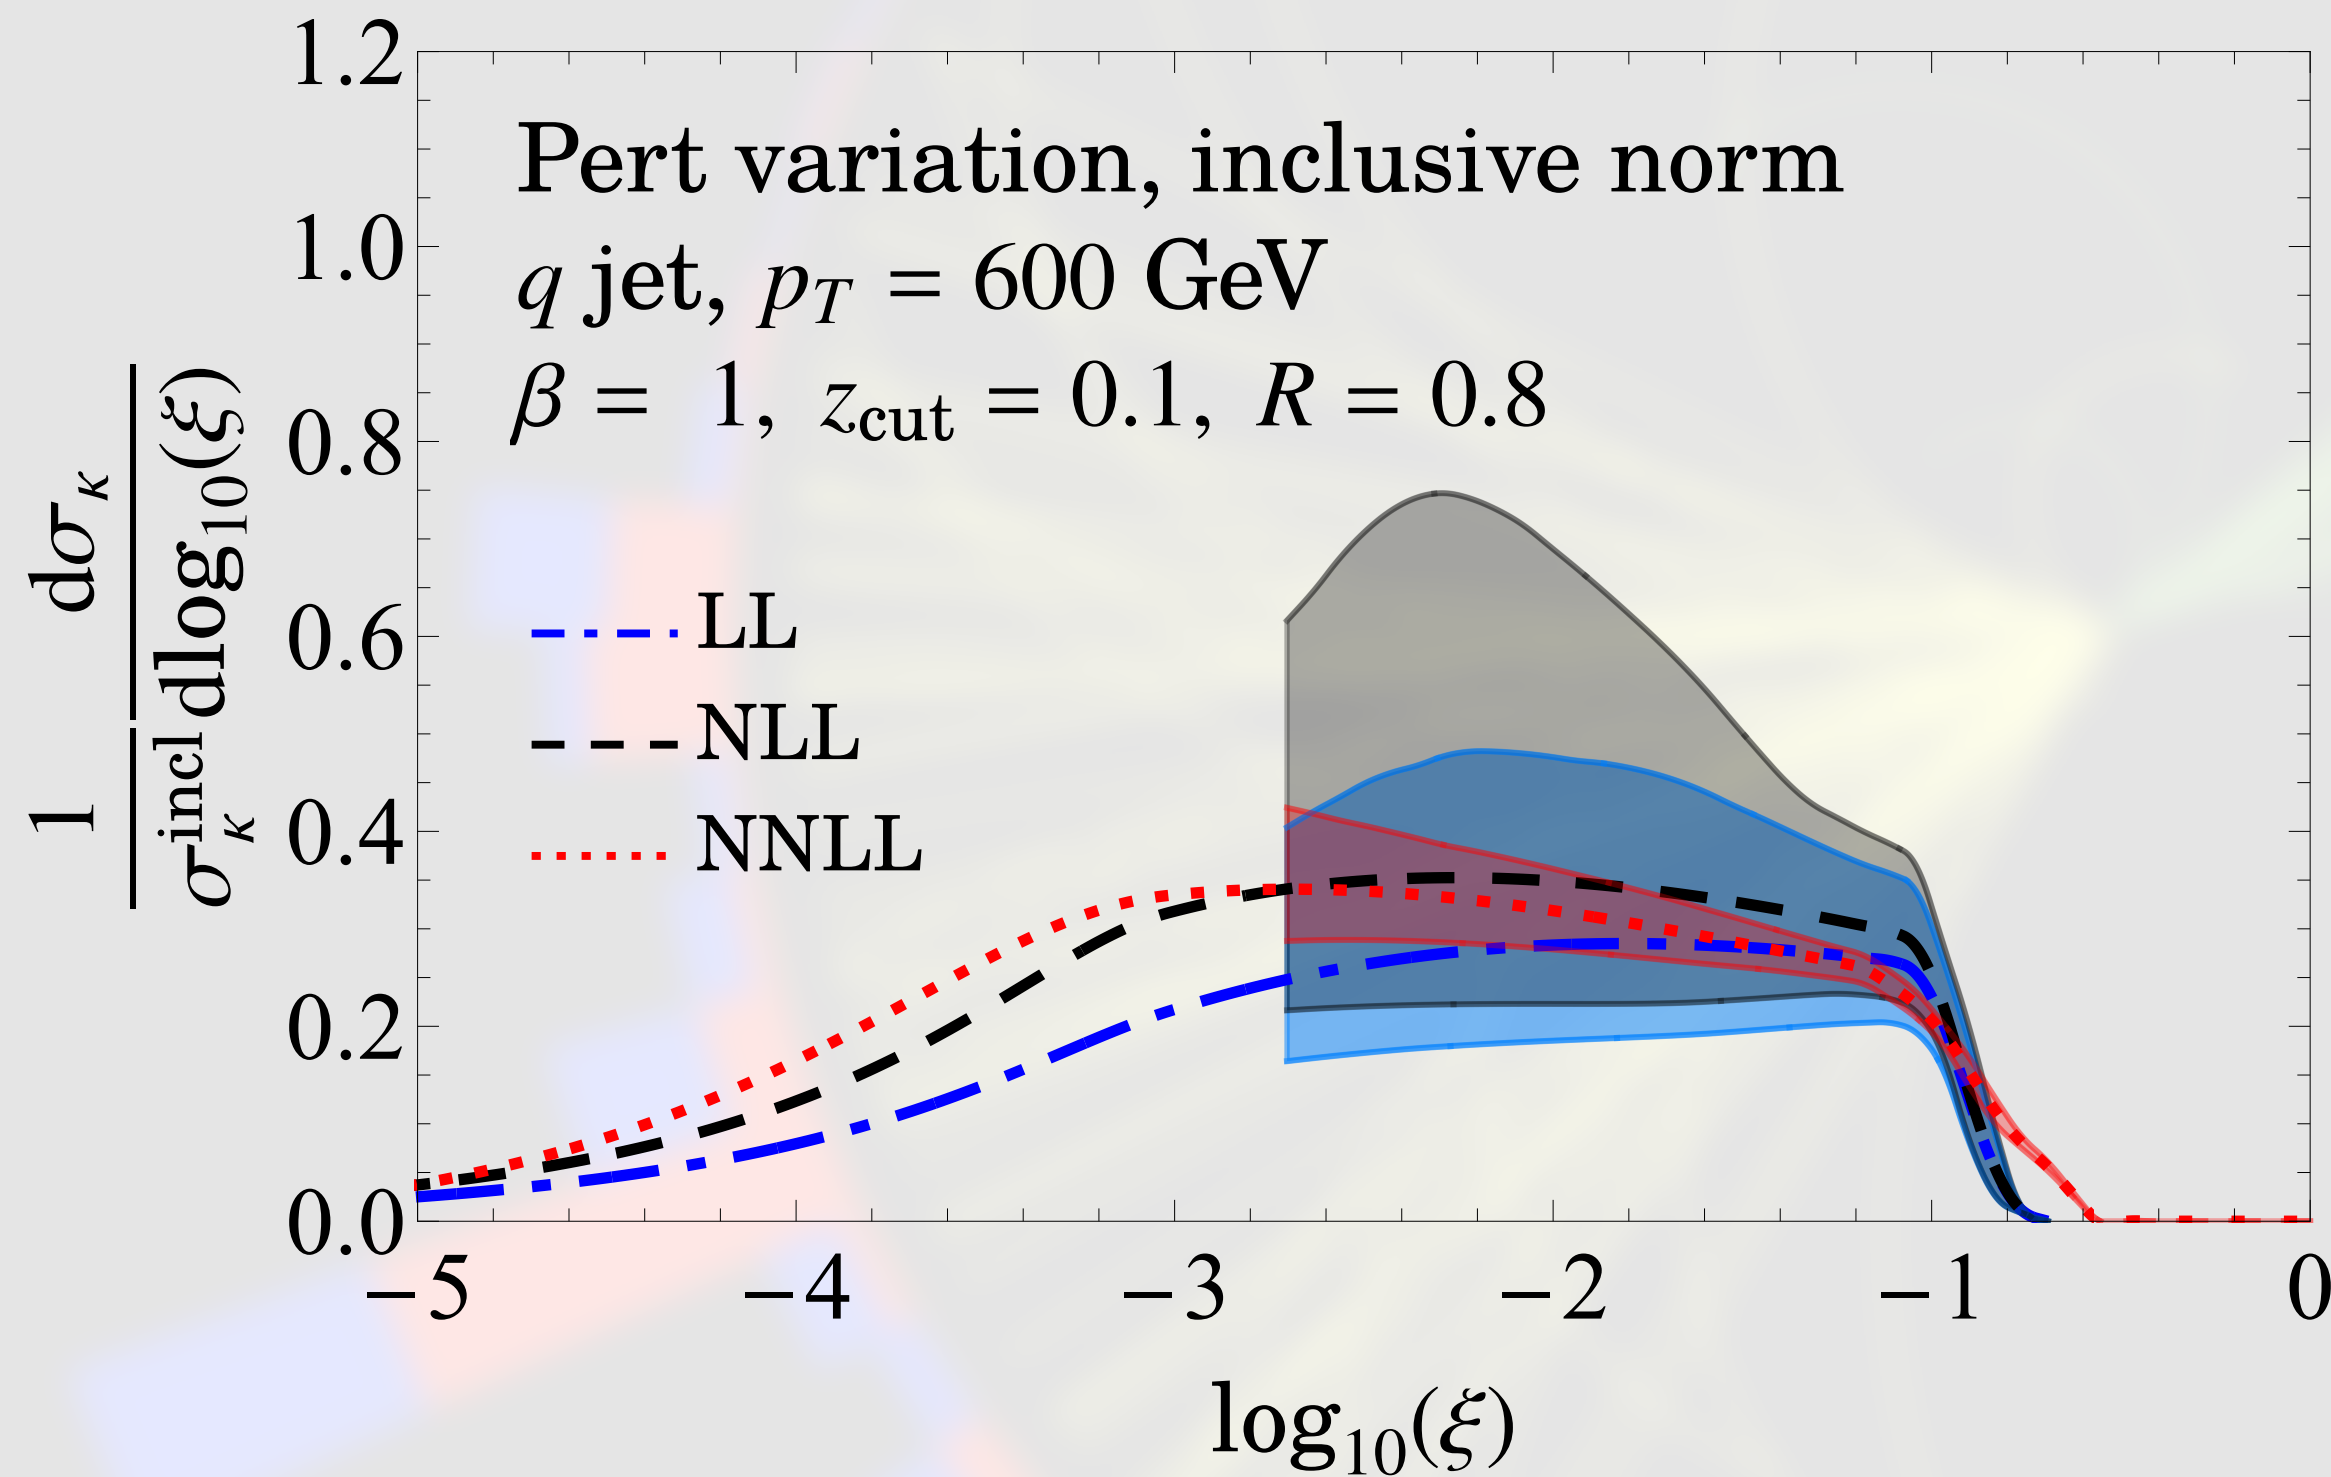 Pert variation, inclusive norm
q jet, p_T = 600 GeV
β = 1, z_cut = 0.1, R = 0.8
LL
NLL
NNLL
1.2
1.0
0.8
0.6
0.4
0.2
0.0
−5 −4 −3 −2 −1 0
log_10(ξ)
1 dσ_κ
σ_κ^incl dlog_10(ξ)